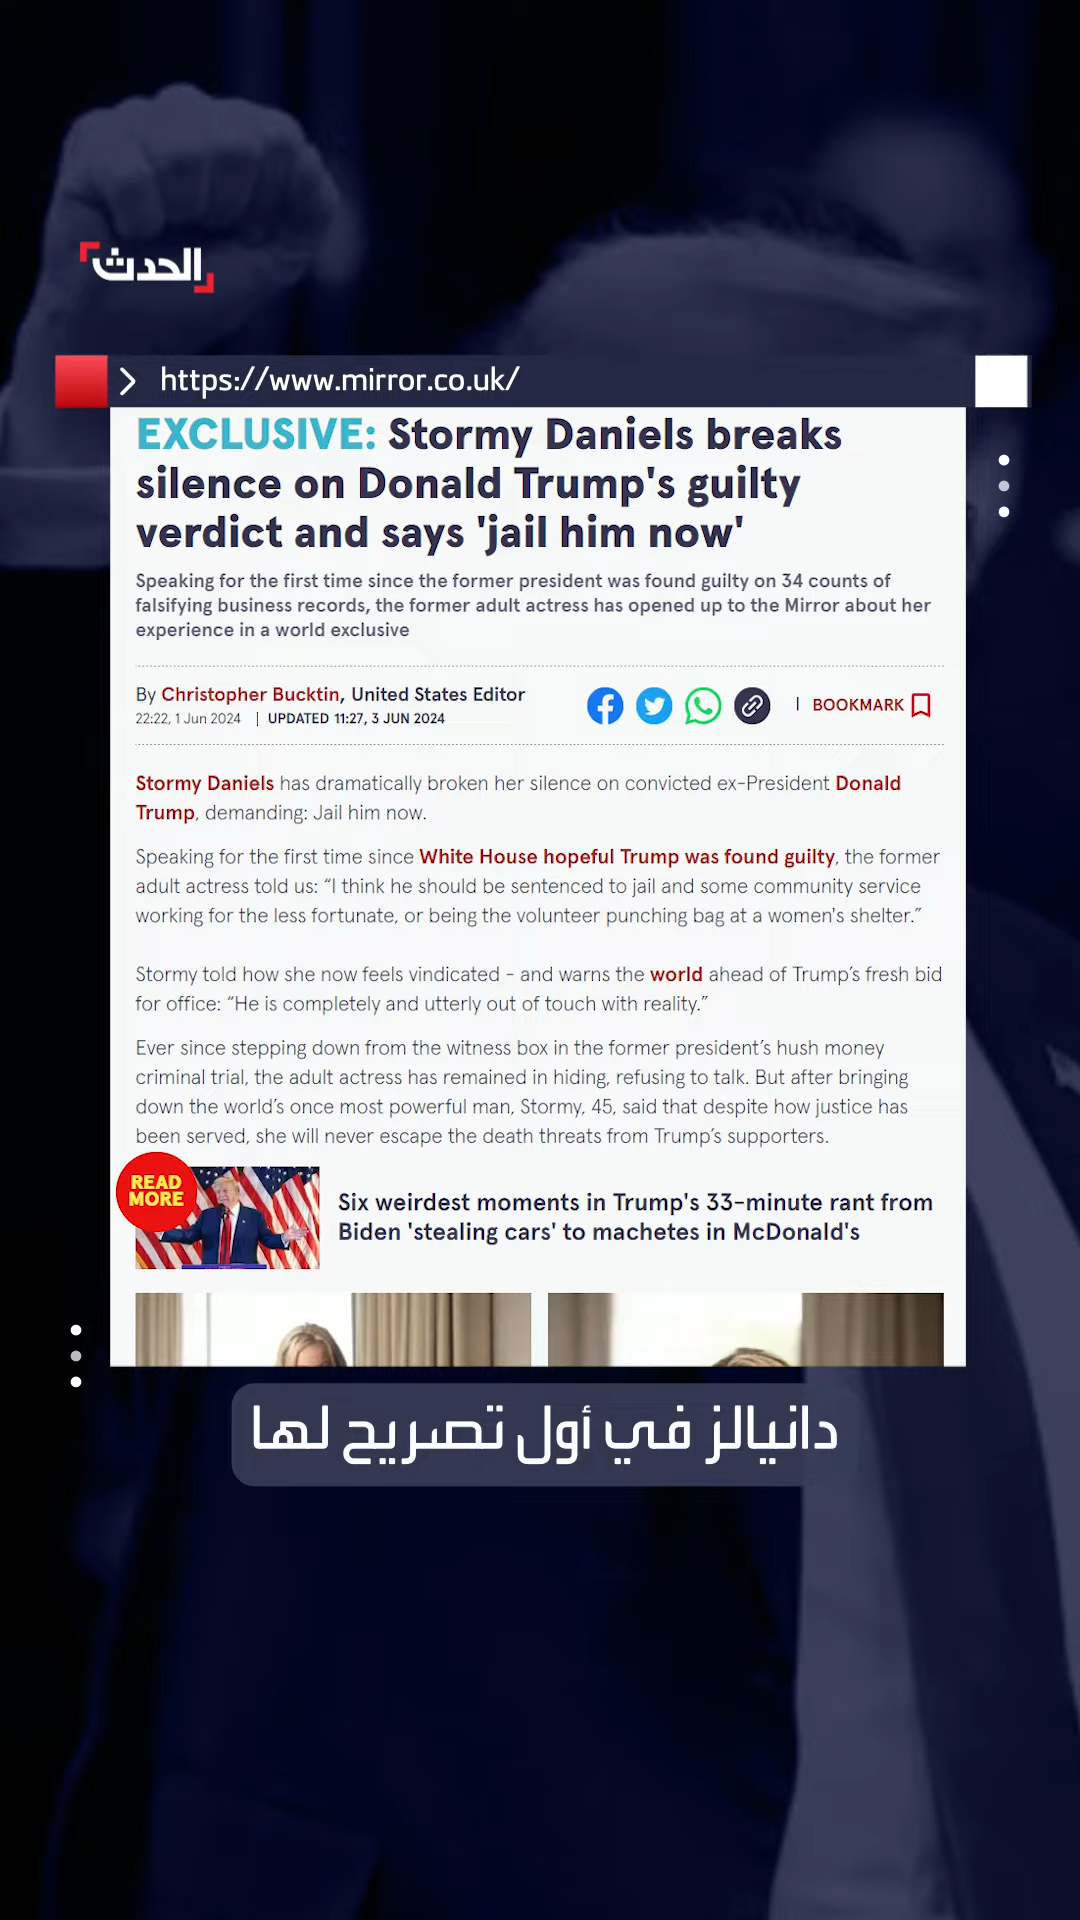 الحدث
https://www.mirror.co.uk/
EXCLUSIVE: Stormy Daniels breaks
silence on Donald Trump's guilty
verdict and says 'jail him now'
Speaking for the first time since the former president was found guilty on 34 counts of
falsifying business records, the former adult actress has opened up to the Mirror about her
experience in a world exclusive
By Christopher Bucktin, United States Editor
22:22, 1 Jun 2024 | UPDATED 11:27, 3 JUN 2024
| BOOKMARK
Stormy Daniels has dramatically broken her silence on convicted ex-President Donald
Trump, demanding: Jail him now.
Speaking for the first time since White House hopeful Trump was found guilty, the former
adult actress told us: “I think he should be sentenced to jail and some community service
working for the less fortunate, or being the volunteer punching bag at a women's shelter.”
Stormy told how she now feels vindicated - and warns the world ahead of Trump’s fresh bid
for office: “He is completely and utterly out of touch with reality.”
Ever since stepping down from the witness box in the former president’s hush money
criminal trial, the adult actress has remained in hiding, refusing to talk. But after bringing
down the world’s once most powerful man, Stormy, 45, said that despite how justice has
been served, she will never escape the death threats from Trump’s supporters.
READ
MORE
Six weirdest moments in Trump's 33-minute rant from
Biden 'stealing cars' to machetes in McDonald's
دانيالز في أول تصريح لها